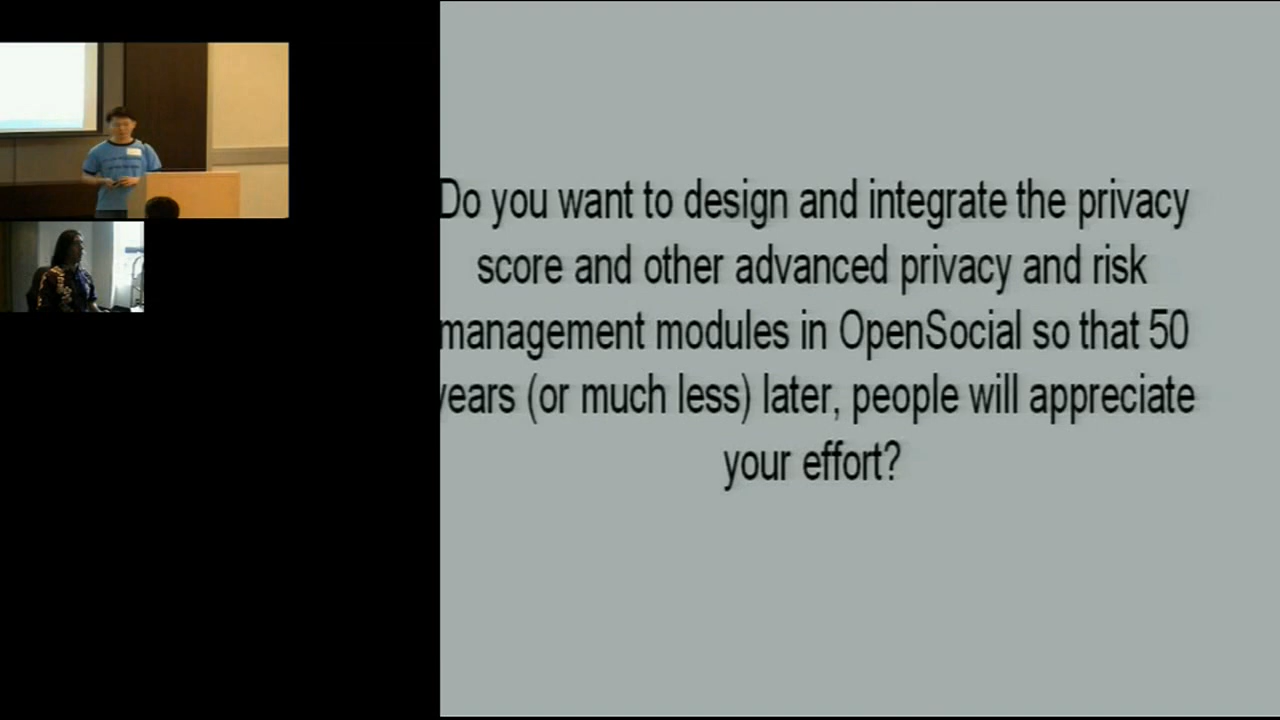 Do you want to design and integrate the privacy
score and other advanced privacy and risk
management modules in OpenSocial so that 50
years (or much less) later, people will appreciate
your effort?